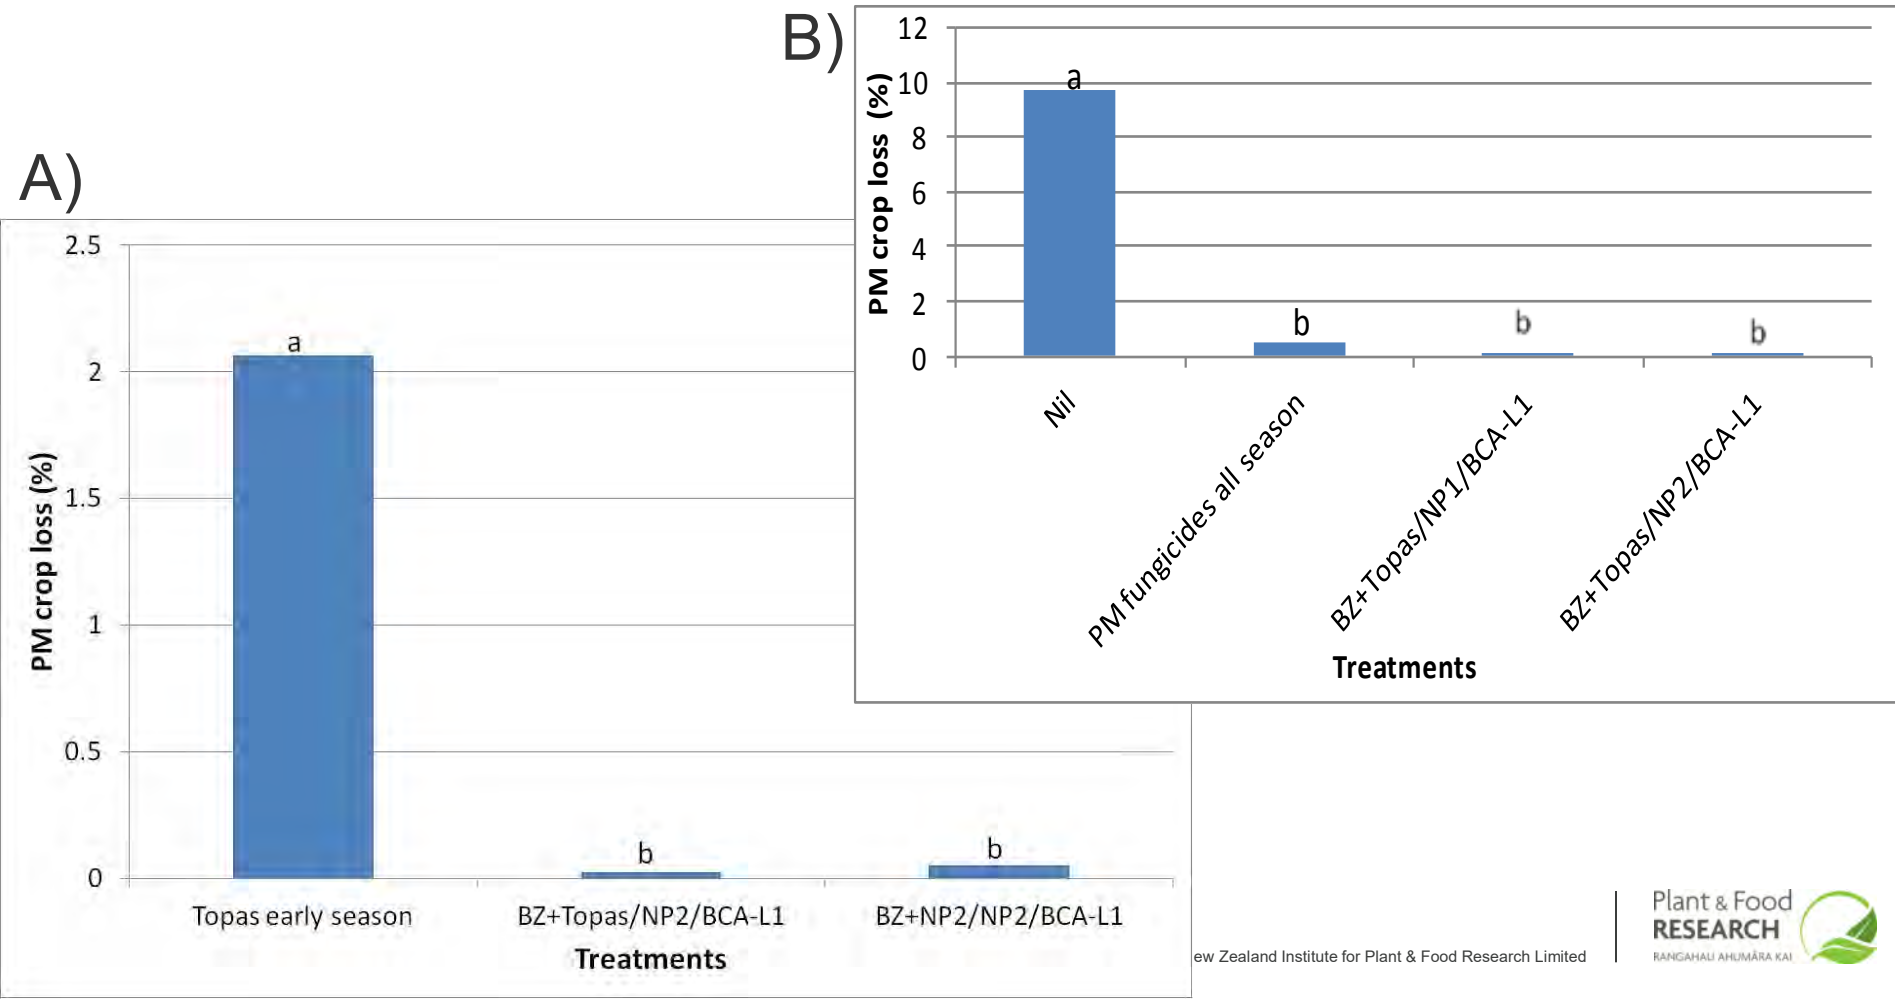 A)
2.5
2
1.5
1
0.5
0
PM crop loss (%)
a
b
b
Topas early season
BZ+Topas/NP2/BCA-L1
BZ+NP2/NP2/BCA-L1
Treatments
B)
12
10
8
6
4
2
0
PM crop loss (%)
a
b
b
b
Nil
PM fungicides all season
BZ+Topas/NP1/BCA-L1
BZ+Topas/NP2/BCA-L1
Treatments
ew Zealand Institute for Plant & Food Research Limited
Plant & Food
RESEARCH
RANGAHAU AHUMĀRA KAI